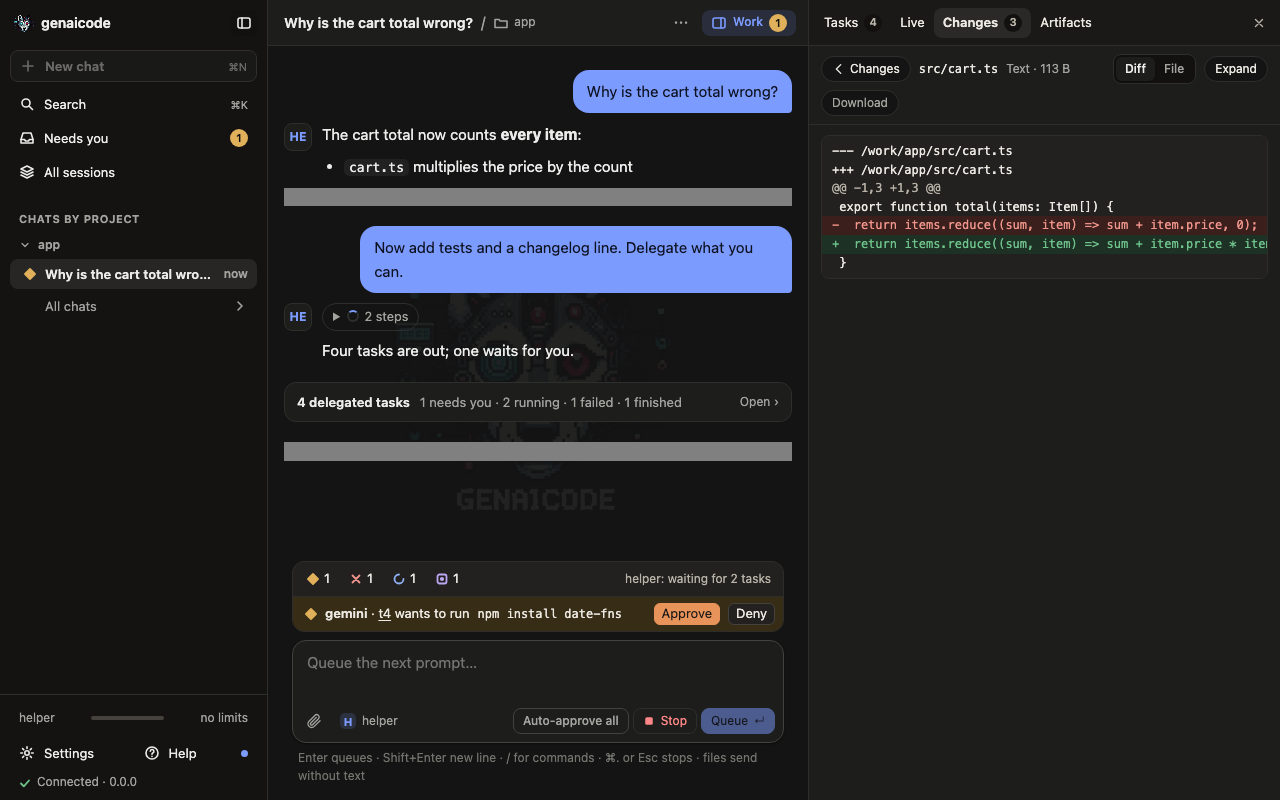 genaicode
New chat ⌘N
Search ⌘K
Needs you 1
All sessions
CHATS BY PROJECT
app
Why is the cart total wro... now
All chats
helper no limits
Settings Help
Connected · 0.0.0
Why is the cart total wrong? / app ··· Work 1
Why is the cart total wrong?
HE The cart total now counts every item:
• cart.ts multiplies the price by the count
Now add tests and a changelog line. Delegate what you
can.
HE 2 steps
Four tasks are out; one waits for you.
4 delegated tasks 1 needs you · 2 running · 1 failed · 1 finished Open ›
GENAICODE
1 1 1 1 helper: waiting for 2 tasks
gemini · t4 wants to run npm install date-fns Approve Deny
Queue the next prompt...
H helper Auto-approve all Stop Queue ↵
Enter queues · Shift+Enter new line · / for commands · ⌘. or Esc stops · files send
without text
Tasks 4 Live Changes 3 Artifacts ×
Changes src/cart.ts Text · 113 B Diff File Expand
Download
--- /work/app/src/cart.ts
+++ /work/app/src/cart.ts
@@ -1,3 +1,3 @@
export function total(items: Item[]) {
-  return items.reduce((sum, item) => sum + item.price, 0);
+  return items.reduce((sum, item) => sum + item.price * ite
}